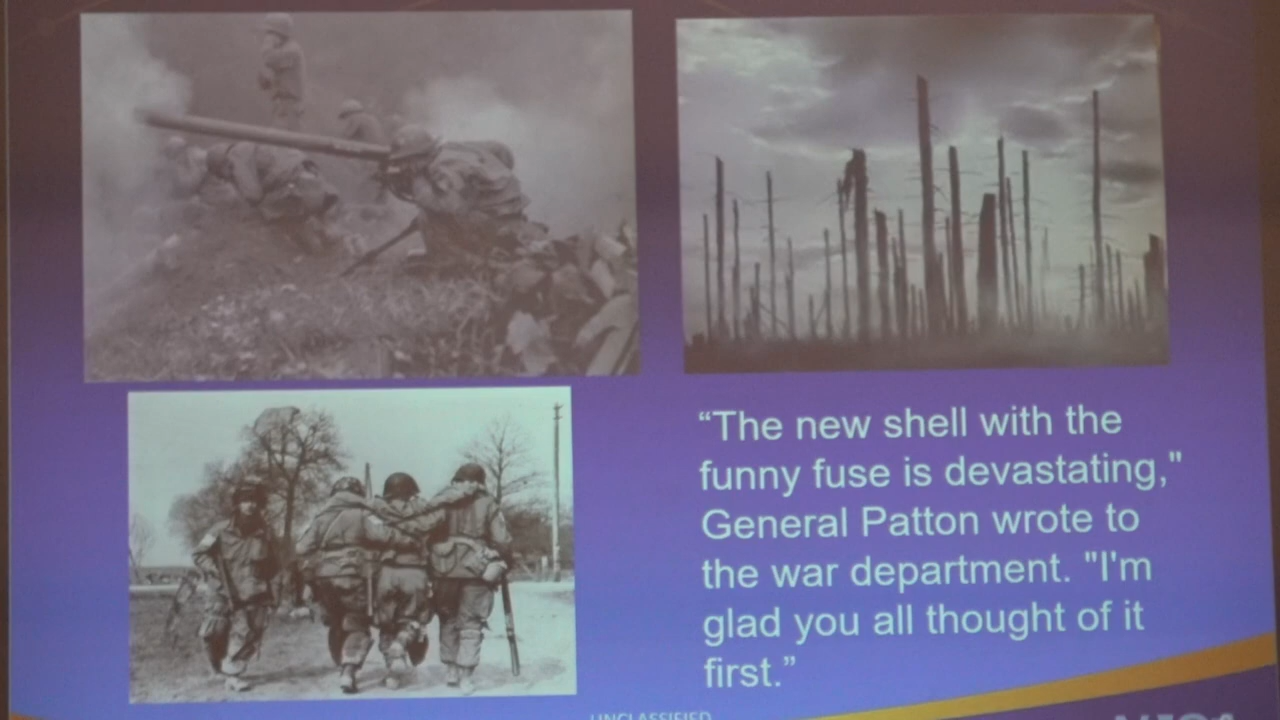 “The new shell with the
funny fuse is devastating,"
General Patton wrote to
the war department. "I'm
glad you all thought of it
first.”
UNCLASSIFIED